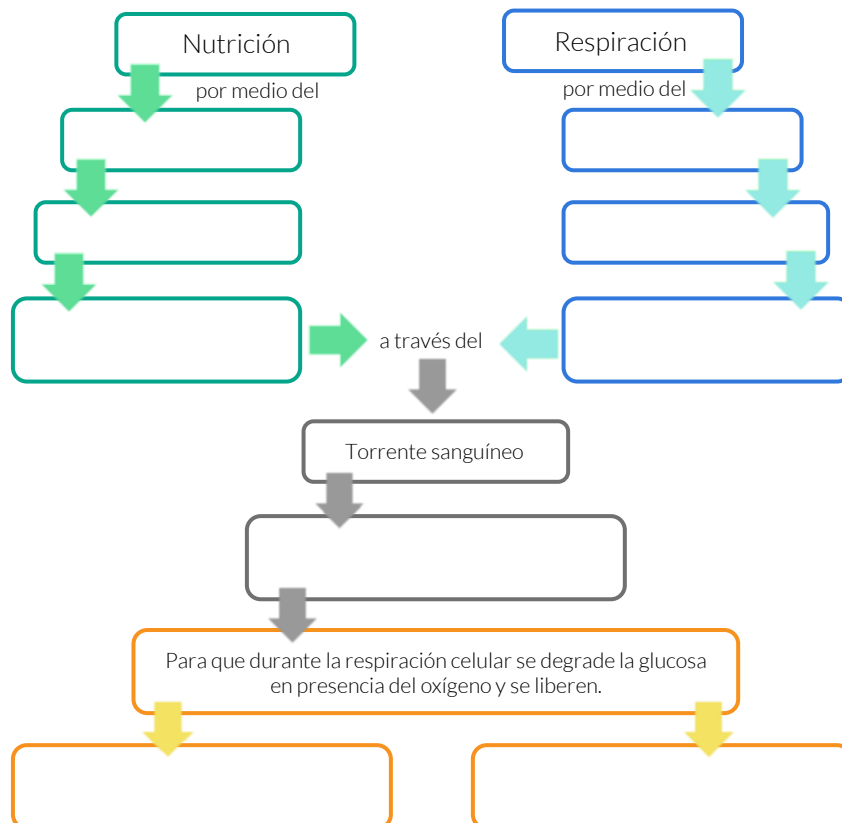 Nutrición
Respiración
por medio del
por medio del
a través del
Torrente sanguíneo
Para que durante la respiración celular se degrade la glucosa
en presencia del oxígeno y se liberen.